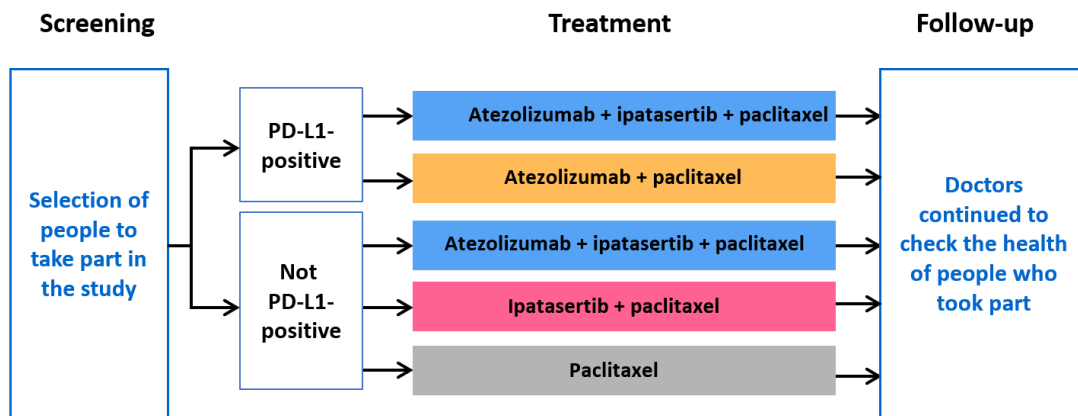 Screening
Treatment
Follow-up
Selection of
people to
take part in
the study
PD-L1-
positive
Not
PD-L1-
positive
Atezolizumab + ipatasertib + paclitaxel
Atezolizumab + paclitaxel
Atezolizumab + ipatasertib + paclitaxel
Ipatasertib + paclitaxel
Paclitaxel
Doctors
continued to
check the health
of people who
took part